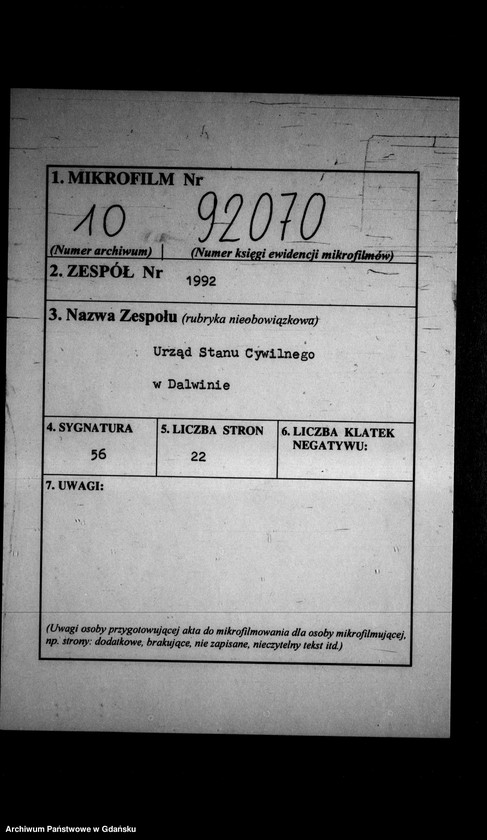 1. MIKROFILM Nr
10 92070
(Numer archiwum) (Numer księgi ewidencji mikrofilmów)
2. ZESPÓŁ Nr
1992
3. Nazwa Zespołu (rubryka nieobowiązkowa)
Urząd Stanu Cywilnego
w Dalwinie
4. SYGNATURA
56
5. LICZBA STRON
22
6. LICZBA KLATEK
NEGATYWU:
7. UWAGI:
(Uwagi osoby przygotowującej akta do mikrofilmowania dla osoby mikrofilmującej,
np. strony: dodatkowe, brakujące, nie zapisane, nieczytelny tekst itd.)
Archiwum Państwowe w Gdańsku